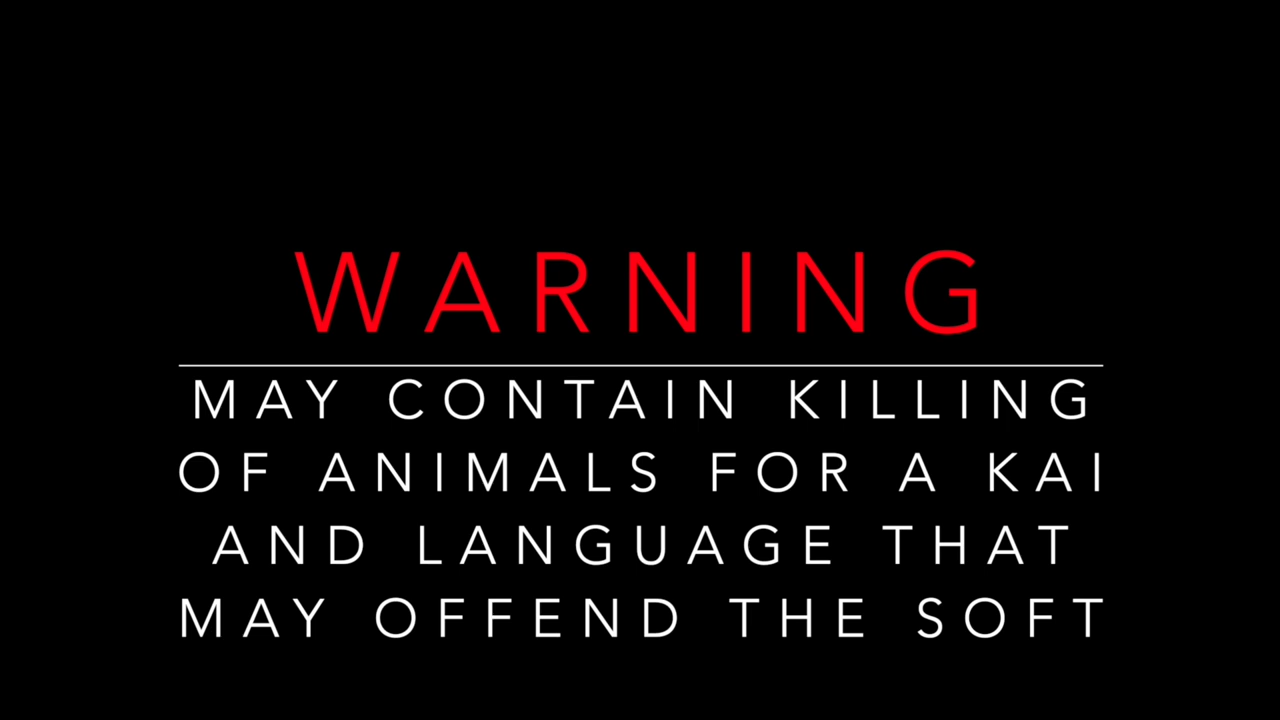 WARNING
MAY CONTAIN KILLING
OF ANIMALS FOR A KAI
AND LANGUAGE THAT
MAY OFFEND THE SOFT